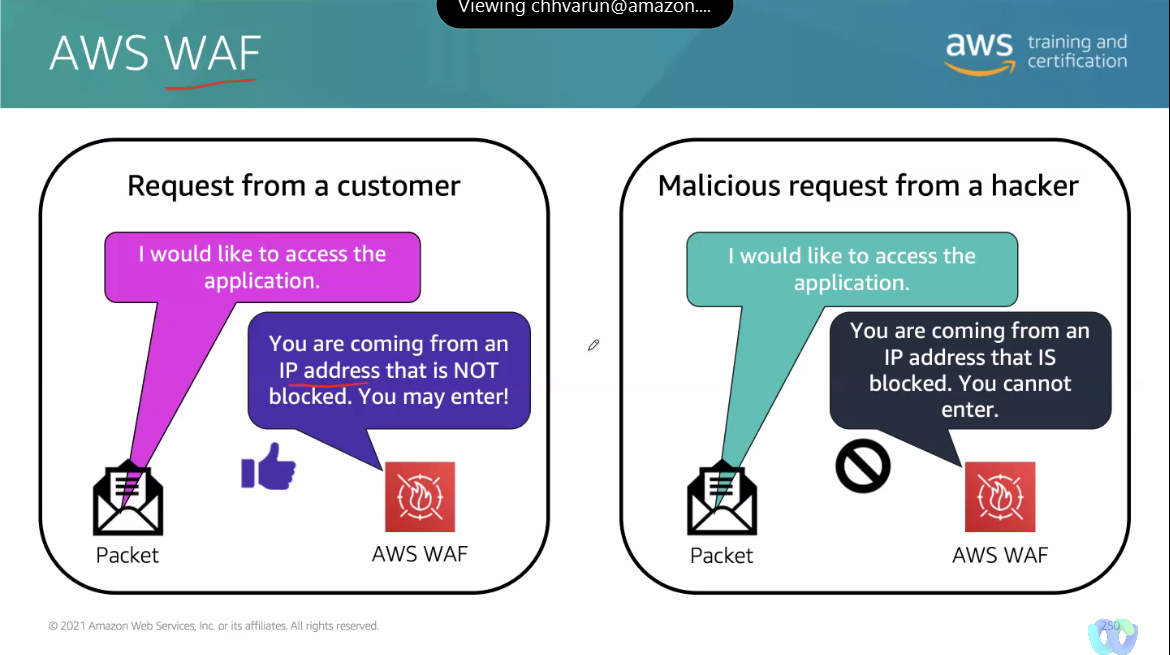 Viewing chhvarun@amazon....
AWS WAF
aws training and
certification
Request from a customer
I would like to access the
application.
You are coming from an
IP address that is NOT
blocked. You may enter!
Packet
AWS WAF
Malicious request from a hacker
I would like to access the
application.
You are coming from an
IP address that IS
blocked. You cannot
enter.
Packet
AWS WAF
© 2021 Amazon Web Services, Inc. or its affiliates. All rights reserved.
250